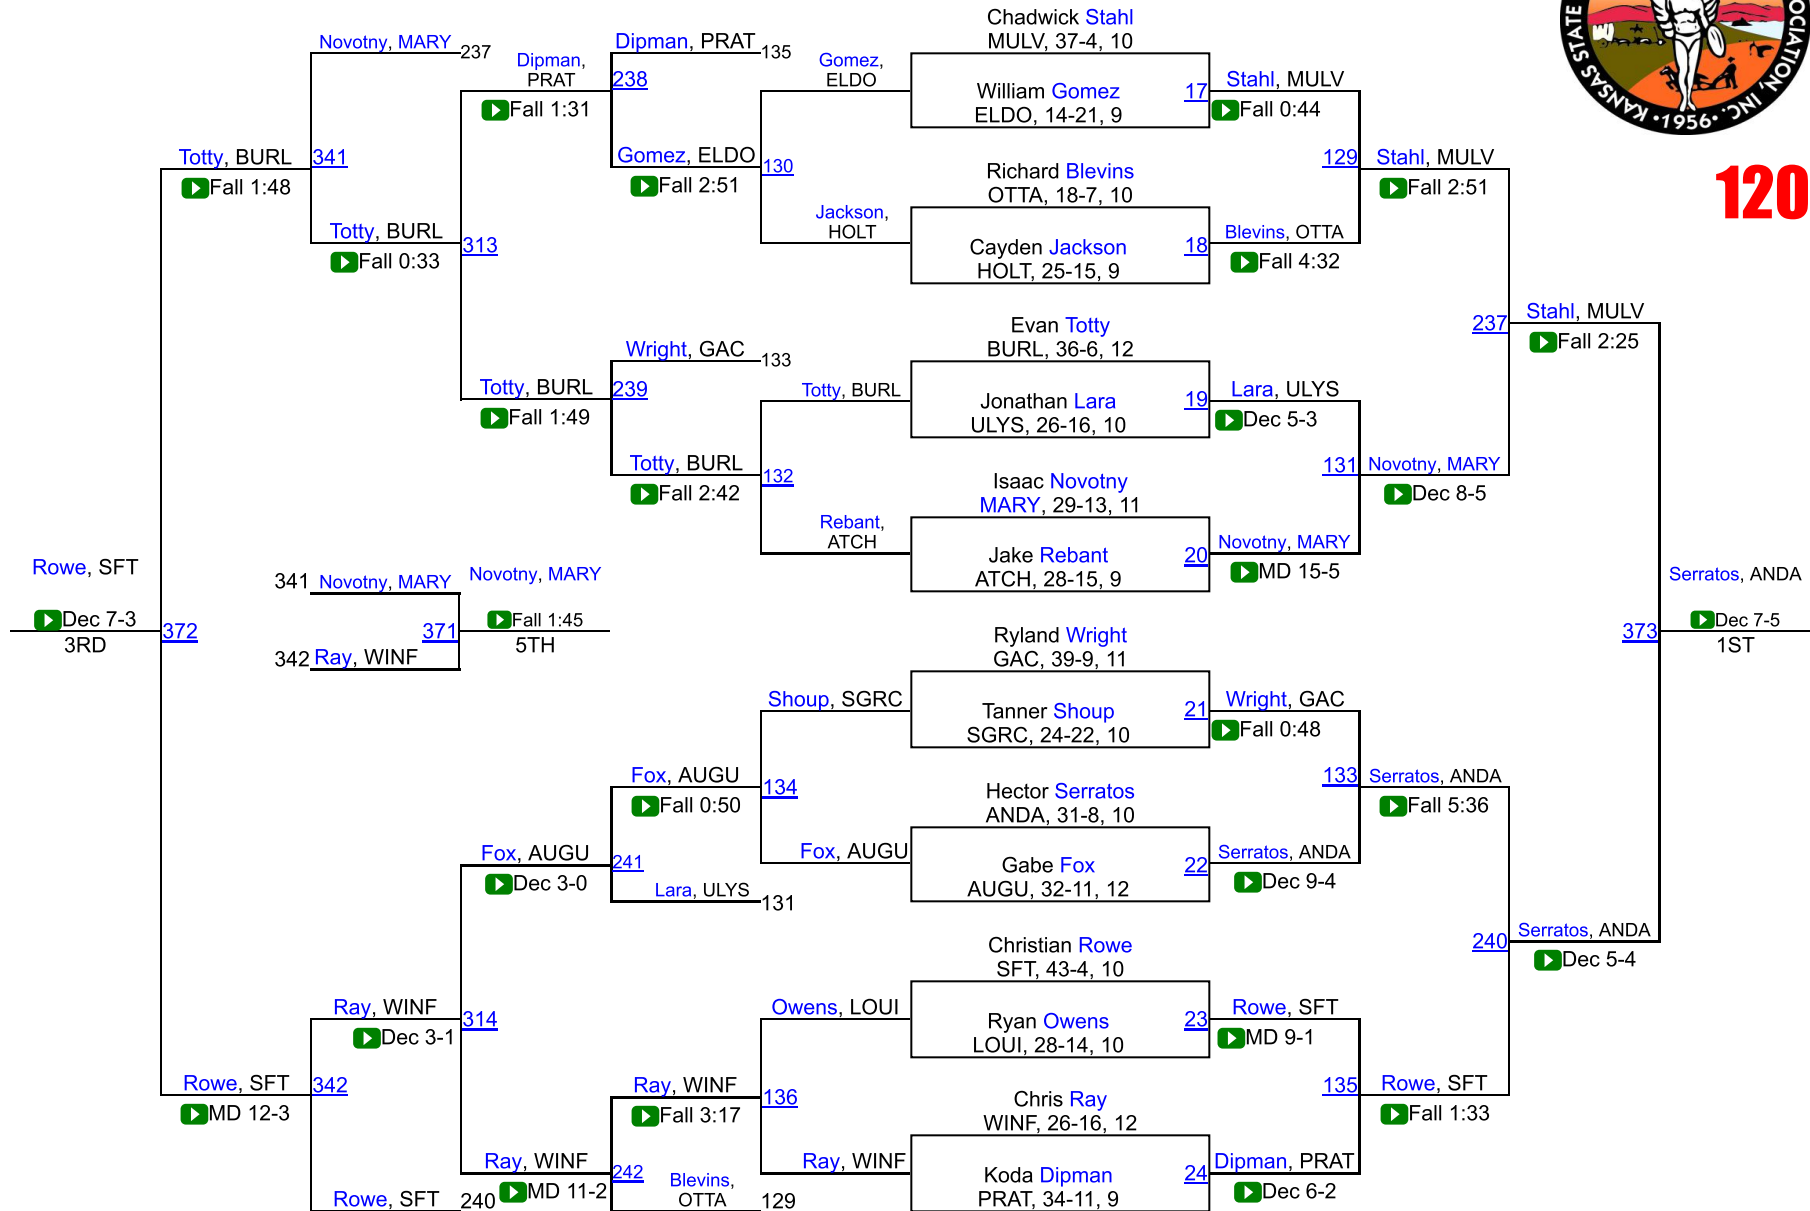 KANSAS STATE
OCIATION, INC.
•1956•
120
Chadwick Stahl
MULV, 37-4, 10
William Gomez
ELDO, 14-21, 9
17
Richard Blevins
OTTA, 18-7, 10
Cayden Jackson
HOLT, 25-15, 9
18
Evan Totty
BURL, 36-6, 12
Jonathan Lara
ULYS, 26-16, 10
19
Isaac Novotny
MARY, 29-13, 11
Jake Rebant
ATCH, 28-15, 9
20
Ryland Wright
GAC, 39-9, 11
Tanner Shoup
SGRC, 24-22, 10
21
Hector Serratos
ANDA, 31-8, 10
Gabe Fox
AUGU, 32-11, 12
22
Christian Rowe
SFT, 43-4, 10
Ryan Owens
LOUI, 28-14, 10
23
Chris Ray
WINF, 26-16, 12
Koda Dipman
PRAT, 34-11, 9
24
Stahl, MULV
Fall 0:44
129
Blevins, OTTA
Fall 4:32
Lara, ULYS
Dec 5-3
131
Novotny, MARY
MD 15-5
Wright, GAC
Fall 0:48
133
Serratos, ANDA
Dec 9-4
Rowe, SFT
MD 9-1
135
Dipman, PRAT
Dec 6-2
Stahl, MULV
Fall 2:51
237
Novotny, MARY
Dec 8-5
Serratos, ANDA
Fall 5:36
240
Rowe, SFT
Fall 1:33
Stahl, MULV
Fall 2:25
373
Serratos, ANDA
Dec 5-4
Serratos, ANDA
Dec 7-5
1ST
Gomez,
ELDO
130
Jackson,
HOLT
Totty, BURL
132
Rebant,
ATCH
Shoup, SGRC
134
Fox, AUGU
Owens, LOUI
136
Ray, WINF
Dipman, PRAT
135
238
Gomez, ELDO
Fall 2:51
Wright, GAC
133
239
Totty, BURL
Fall 2:42
Fox, AUGU
Fall 0:50
241
Lara, ULYS
131
Ray, WINF
Fall 3:17
242
Blevins,
OTTA
129
Dipman,
PRAT
Fall 1:31
313
Totty, BURL
Fall 1:49
Fox, AUGU
Dec 3-0
314
Ray, WINF
MD 11-2
Novotny, MARY
237
341
Totty, BURL
Fall 0:33
Ray, WINF
Dec 3-1
342
Rowe, SFT
240
Totty, BURL
Fall 1:48
372
Rowe, SFT
MD 12-3
Rowe, SFT
Dec 7-3
3RD
341
Novotny, MARY
342
Ray, WINF
371
Novotny, MARY
Fall 1:45
5TH